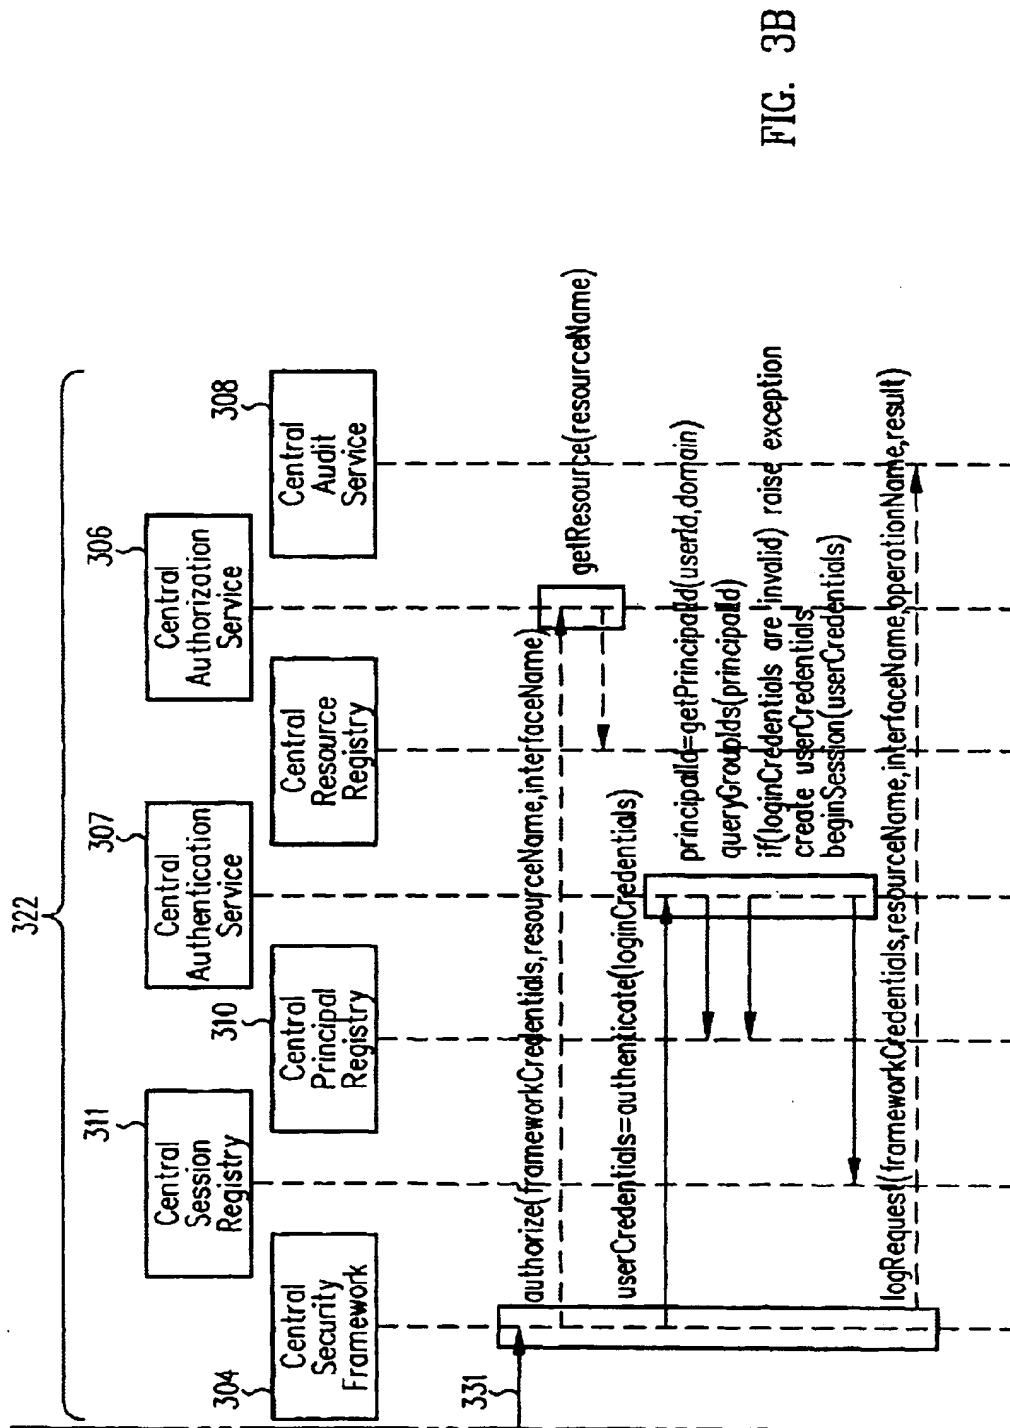 322
304
Central
Security
Framework
311
Central
Session
Registry
310
Central
Principal
Registry
307
Central
Authentication
Service
Central
Resource
Registry
306
Central
Authorization
Service
308
Central
Audit
Service
331
authorize(frameworkCredentials,resourceName,interfaceName)
getResource(resourceName)
userCredentials=authenticate(loginCredentials)
principalId=getPrincipalId(userId,domain)
queryGroupIds(principalId)
if(loginCredentials are invalid) raise exception
create userCredentials
beginSession(userCredentials)
logRequest(frameworkCredentials,resourceName,interfaceName,operationName,result)
FIG. 3B